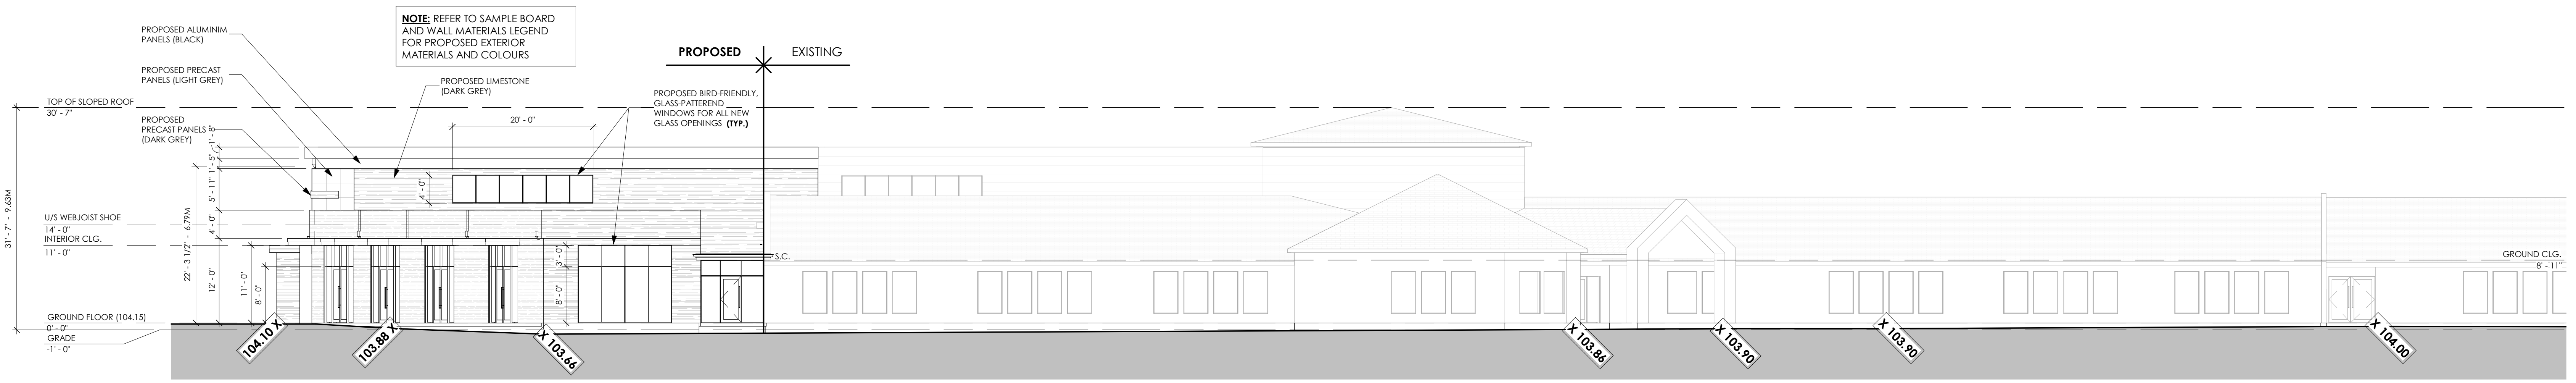 NOTE: REFER TO SAMPLE BOARD
AND WALL MATERIALS LEGEND
FOR PROPOSED EXTERIOR
MATERIALS AND COLOURS
PROPOSED ALUMINIM
PANELS (BLACK)
PROPOSED EXISTING
PROPOSED PRECAST
PANELS (LIGHT GREY)
PROPOSED LIMESTONE
(DARK GREY)
PROPOSED BIRD-FRIENDLY,
GLASS-PATTEREND
WINDOWS FOR ALL NEW
GLASS OPENINGS (TYP.)
TOP OF SLOPED ROOF
30' - 7"
PROPOSED
PRECAST PANELS
(DARK GREY)
20' - 0"
1' - 8"
1' - 5"
5' - 11"
4' - 0"
4' - 0"
31' - 7" - 9.63M
22' - 3 1/2" - 6.79M
12' - 0"
11' - 0"
8' - 0"
3' - 0"
8' - 0"
U/S WEBJOIST SHOE
14' - 0"
INTERIOR CLG.
11' - 0"
S.C.
GROUND CLG.
8' - 11"
GROUND FLOOR (104.15)
0' - 0"
GRADE
-1' - 0"
104.10 X
103.88 X
X 103.66
X 103.86
X 103.90
X 103.90
X 104.00